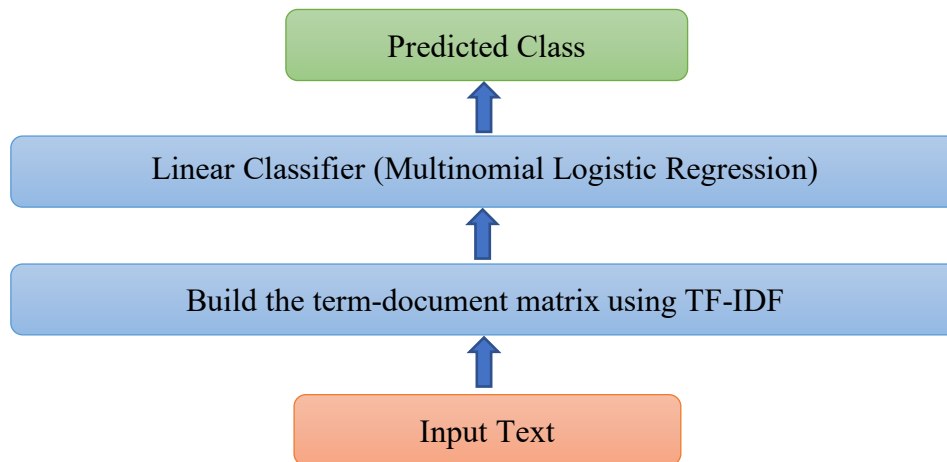 Predicted Class
Linear Classifier (Multinomial Logistic Regression)
Build the term-document matrix using TF-IDF
Input Text